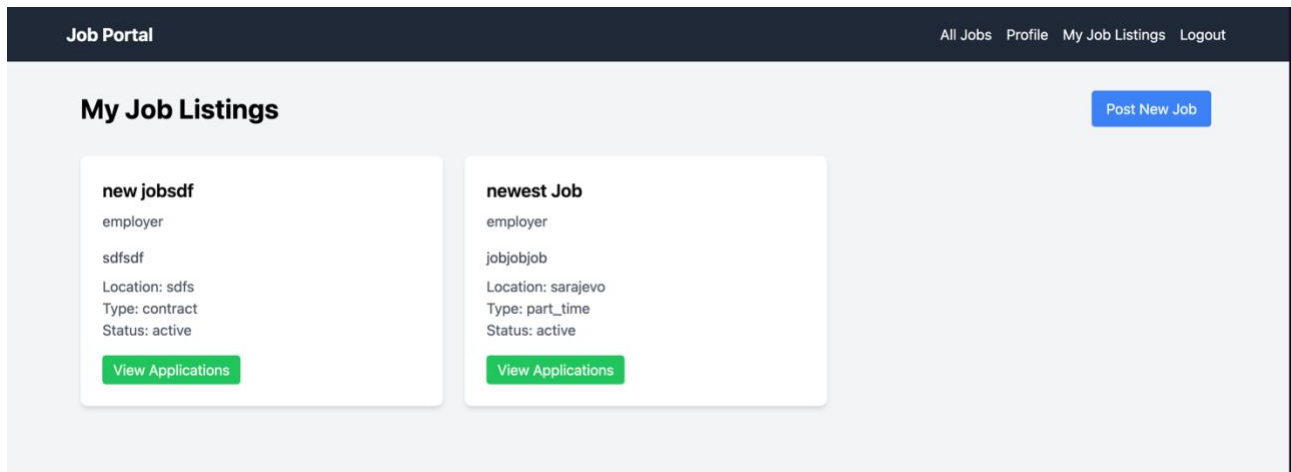 Job Portal
All Jobs Profile My Job Listings Logout
My Job Listings
Post New Job
new jobsdf
employer
sdfsdf
Location: sdfs
Type: contract
Status: active
View Applications
newest Job
employer
jobjobjob
Location: sarajevo
Type: part_time
Status: active
View Applications